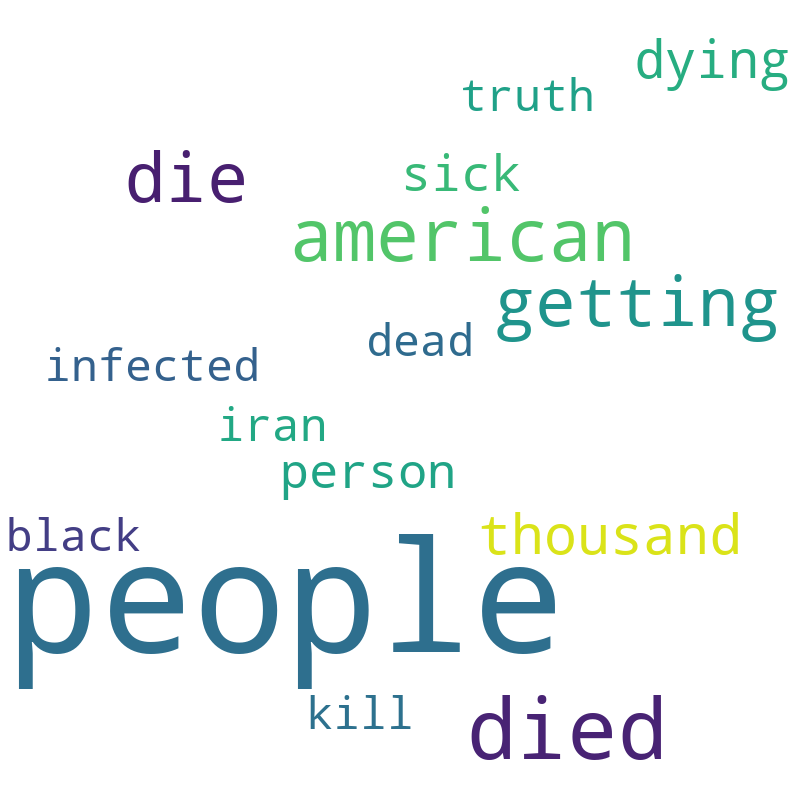 dying
truth
die
sick
american
getting
dead
infected
iran
person
black
thousand
people
kill
died